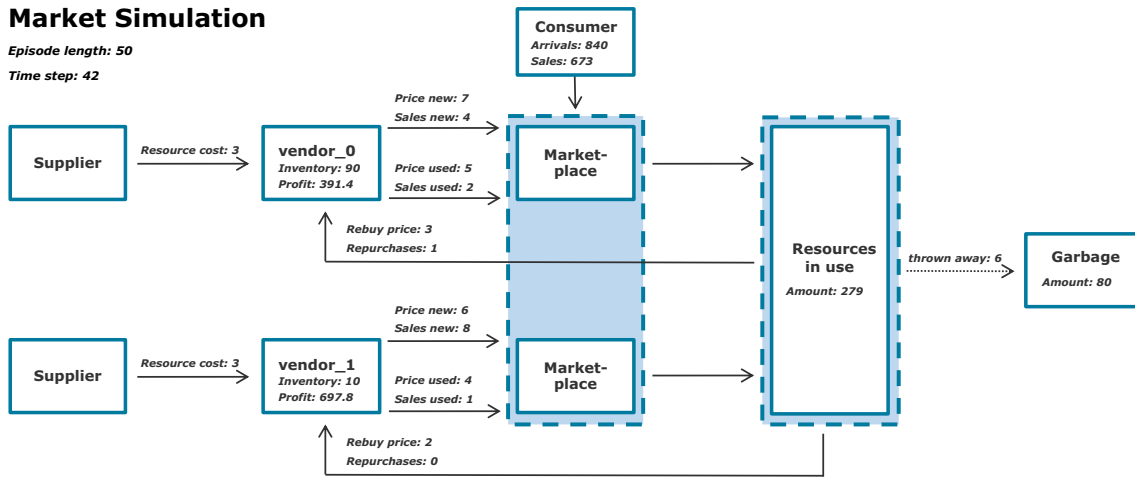 Market Simulation
Episode length: 50
Time step: 42
Consumer
Arrivals: 840
Sales: 673
Supplier
Resource cost: 3
vendor_0
Inventory: 90
Profit: 391.4
Price new: 7
Sales new: 4
Price used: 5
Sales used: 2
Market-
place
Rebuy price: 3
Repurchases: 1
Resources
in use
Amount: 279
thrown away: 6
Garbage
Amount: 80
Supplier
Resource cost: 3
vendor_1
Inventory: 10
Profit: 697.8
Price new: 6
Sales new: 8
Price used: 4
Sales used: 1
Market-
place
Rebuy price: 2
Repurchases: 0